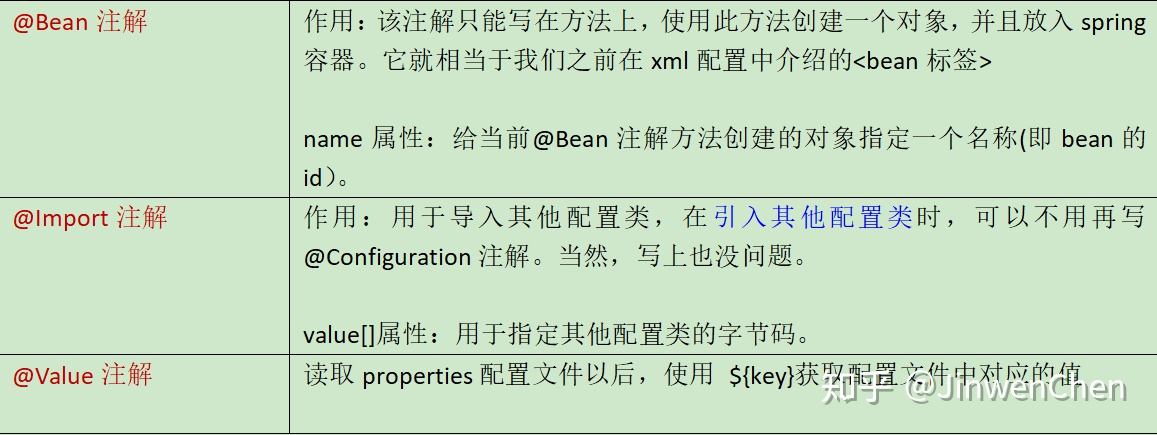 @Bean 注解
作用：该注解只能写在方法上，使用此方法创建一个对象，并且放入 spring
容器。它就相当于我们之前在 xml 配置中介绍的<bean 标签>
name 属性：给当前@Bean 注解方法创建的对象指定一个名称(即 bean 的
id）。
@Import 注解
作用：用于导入其他配置类，在引入其他配置类时，可以不用再写
@Configuration 注解。当然，写上也没问题。
value[]属性：用于指定其他配置类的字节码。
@Value 注解
读取 properties 配置文件以后，使用 ${key}获取配置文件中对应的值
知乎 @JinwenChen